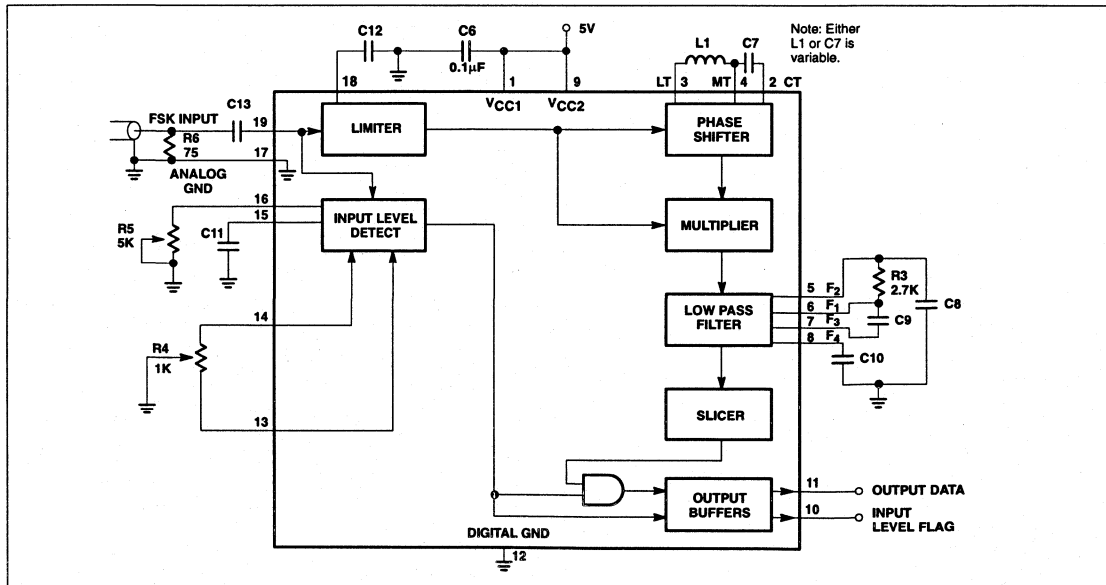 5V
C12
C6
0.1µF
L1
C7
Note: Either
L1 or C7 is
variable.
18
1
9
LT
3
MT
4
2
CT
VCC1
VCC2
C13
FSK INPUT
19
LIMITER
PHASE
SHIFTER
R6
75
17
ANALOG
GND
16
15
INPUT LEVEL
DETECT
MULTIPLIER
R5
5K
C11
5 F2
6 F1
7 F3
8 F4
R3
2.7K
C8
C9
C10
LOW PASS
FILTER
14
R4
1K
13
SLICER
OUTPUT
BUFFERS
11
OUTPUT DATA
10
INPUT
LEVEL FLAG
DIGITAL GND
12